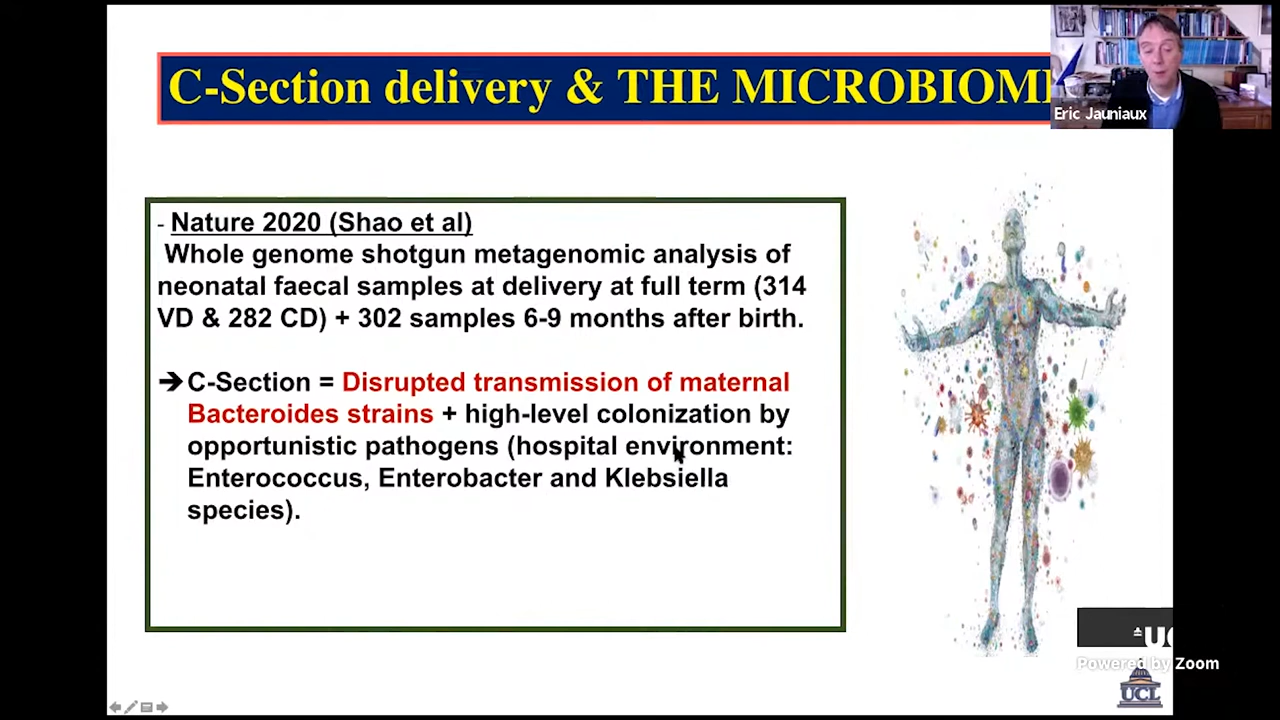 C-Section delivery & THE MICROBIOM
Eric Jauniaux
- Nature 2020 (Shao et al)
Whole genome shotgun metagenomic analysis of
neonatal faecal samples at delivery at full term (314
VD & 282 CD) + 302 samples 6-9 months after birth.
➔ C-Section = Disrupted transmission of maternal
Bacteroides strains + high-level colonization by
opportunistic pathogens (hospital environment:
Enterococcus, Enterobacter and Klebsiella
species).
Powered by Zoom
UCL